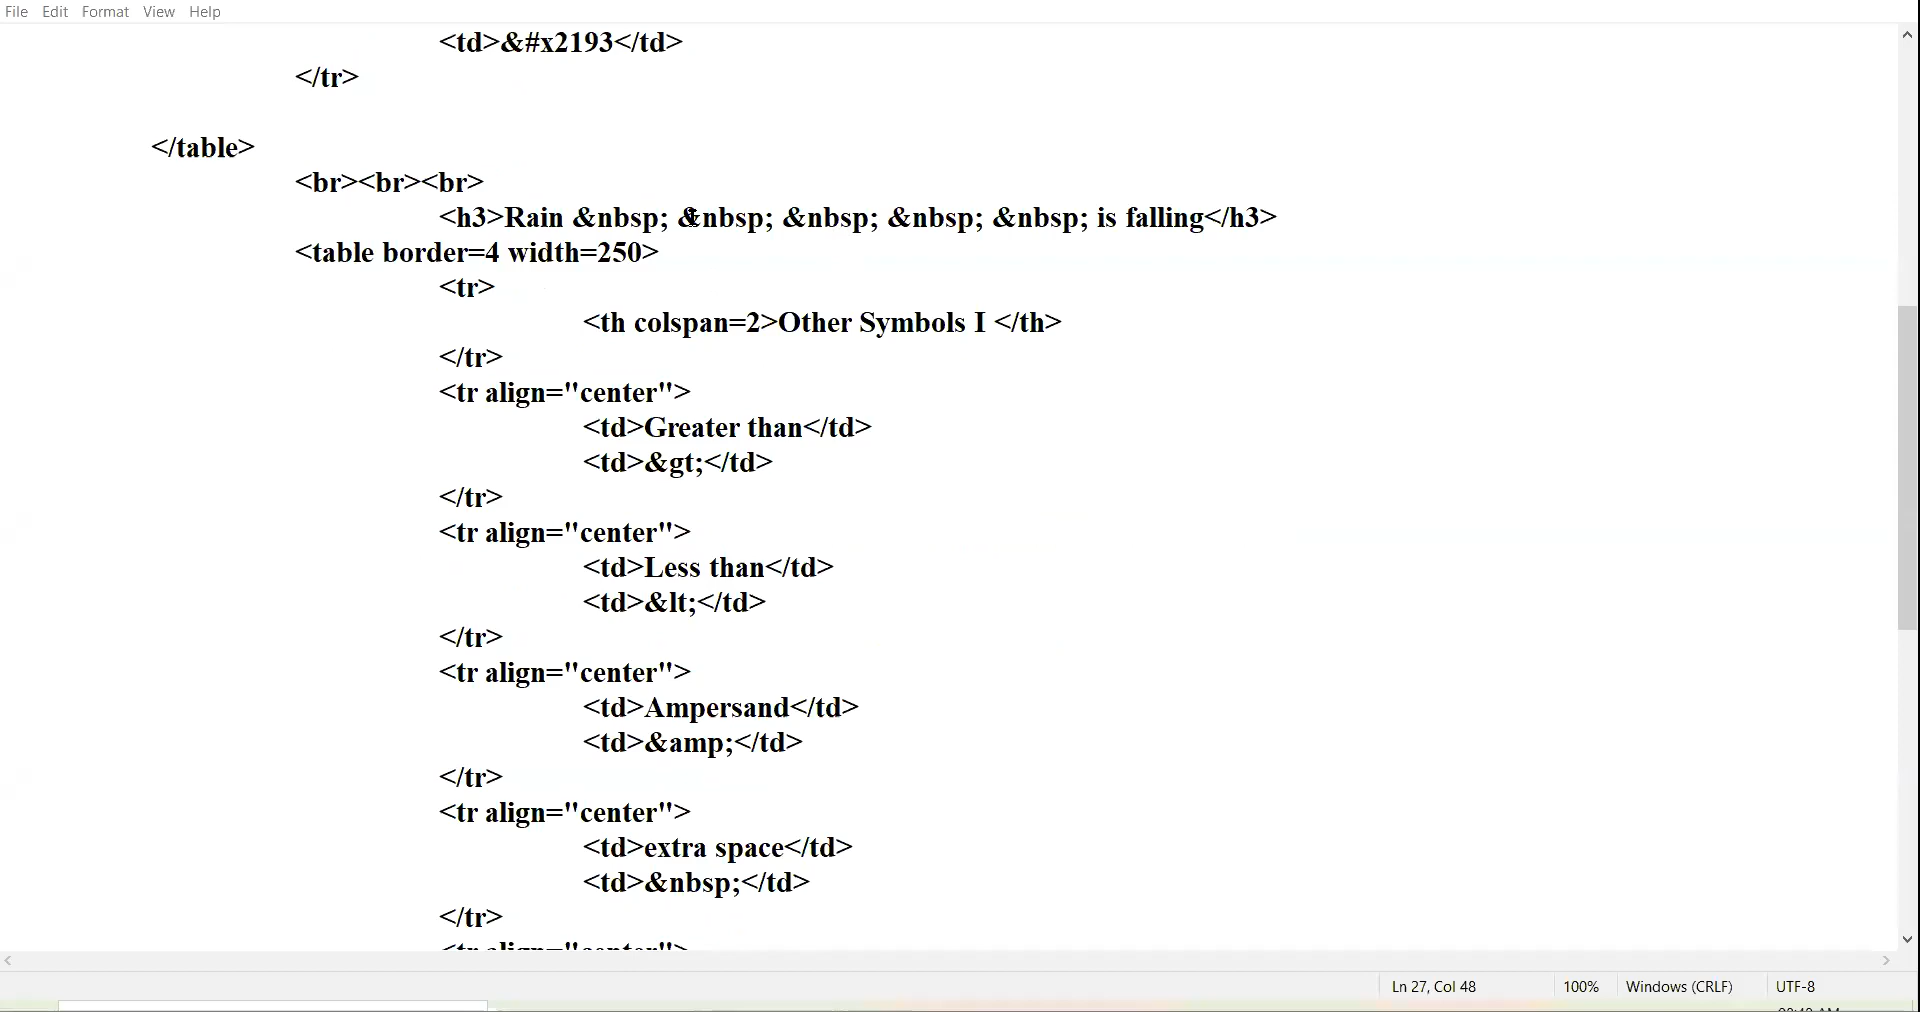 File Edit Format View Help
<td>&#x2193</td>
</tr>
</table>
<br><br><br>
<h3>Rain &nbsp; &nbsp; &nbsp; &nbsp; &nbsp; is falling</h3>
<table border=4 width=250>
<tr>
<th colspan=2>Other Symbols I </th>
</tr>
<tr align="center">
<td>Greater than</td>
<td>&gt;</td>
</tr>
<tr align="center">
<td>Less than</td>
<td>&lt;</td>
</tr>
<tr align="center">
<td>Ampersand</td>
<td>&amp;</td>
</tr>
<tr align="center">
<td>extra space</td>
<td>&nbsp;</td>
</tr>
<tr align="center">
Ln 27, Col 48 100% Windows (CRLF) UTF-8